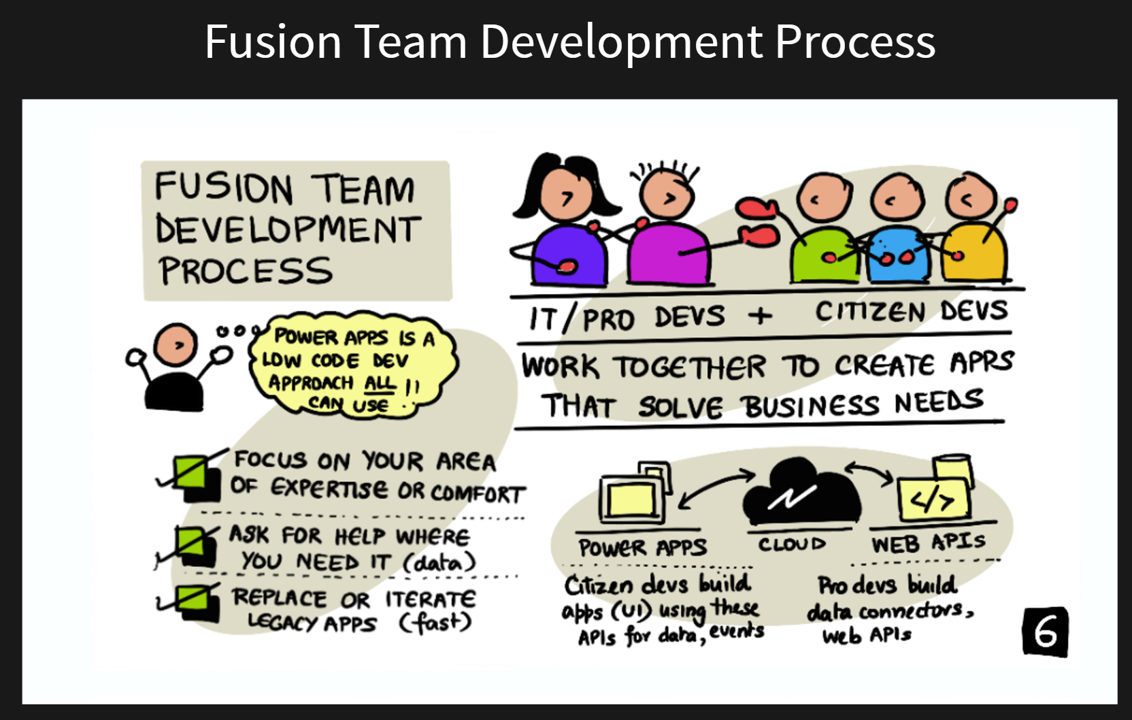 Fusion Team Development Process
FUSION TEAM
DEVELOPMENT
PROCESS
POWER APPS IS A
LOW CODE DEV
APPROACH ALL !!
CAN USE
FOCUS ON YOUR AREA
OF EXPERTISE OR COMFORT
ASK FOR HELP WHERE
YOU NEED IT (data)
REPLACE OR ITERATE
LEGACY APPS (fast)
IT/PRO DEVS + CITIZEN DEVS
WORK TOGETHER TO CREATE APPS
THAT SOLVE BUSINESS NEEDS
</>
POWER APPS
CLOUD
WEB APIs
Citizen devs build
apps (UI) using these
APIs for data, events
Pro devs build
data connectors,
web APIs
6